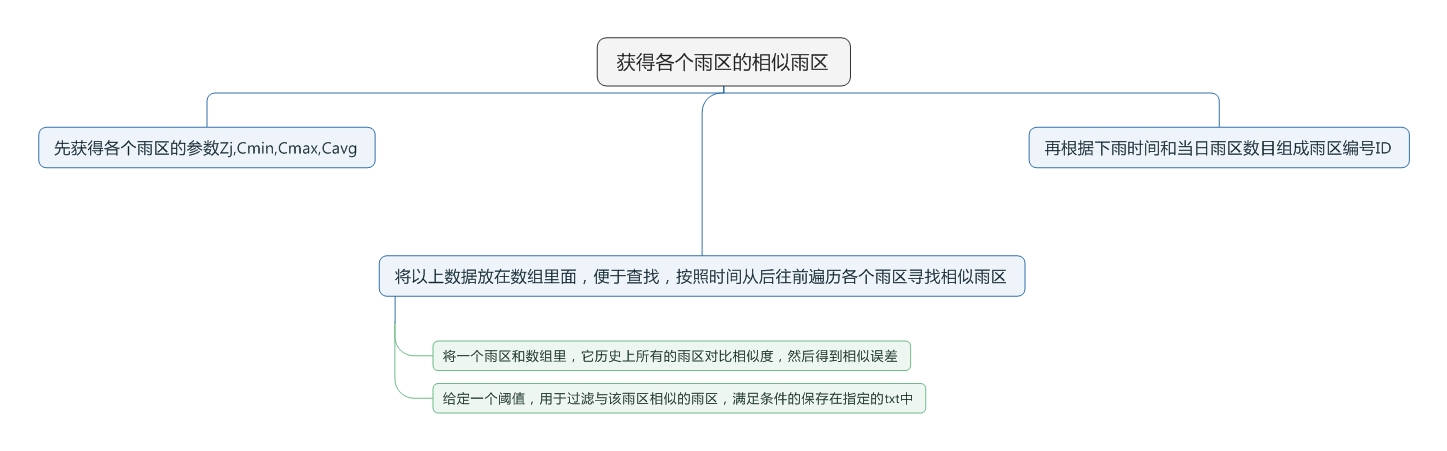 获得各个雨区的相似雨区
先获得各个雨区的参数Zj,Cmin,Cmax,Cavg
再根据下雨时间和当日雨区数目组成雨区编号ID
将以上数据放在数组里面，便于查找，按照时间从后往前遍历各个雨区寻找相似雨区
将一个雨区和数组里，它历史上所有的雨区对比相似度，然后得到相似误差
给定一个阈值，用于过滤与该雨区相似的雨区，满足条件的保存在指定的txt中